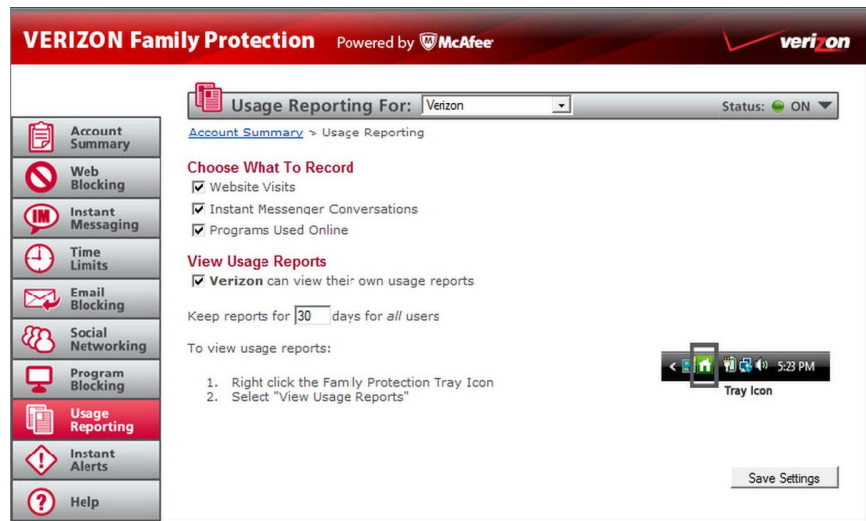 VERIZON Family Protection Powered by McAfee
verizon
Usage Reporting For: Verizon
Status: ON
Account Summary > Usage Reporting
Account
Summary
Web
Blocking
IM
Instant
Messaging
Time
Limits
Email
Blocking
Social
Networking
Program
Blocking
Usage
Reporting
Instant
Alerts
Help
Choose What To Record
Website Visits
Instant Messenger Conversations
Programs Used Online
View Usage Reports
Verizon can view their own usage reports
Keep reports for 30 days for all users
To view usage reports:
1. Right click the Family Protection Tray Icon
2. Select "View Usage Reports"
5:23 PM
Tray Icon
Save Settings